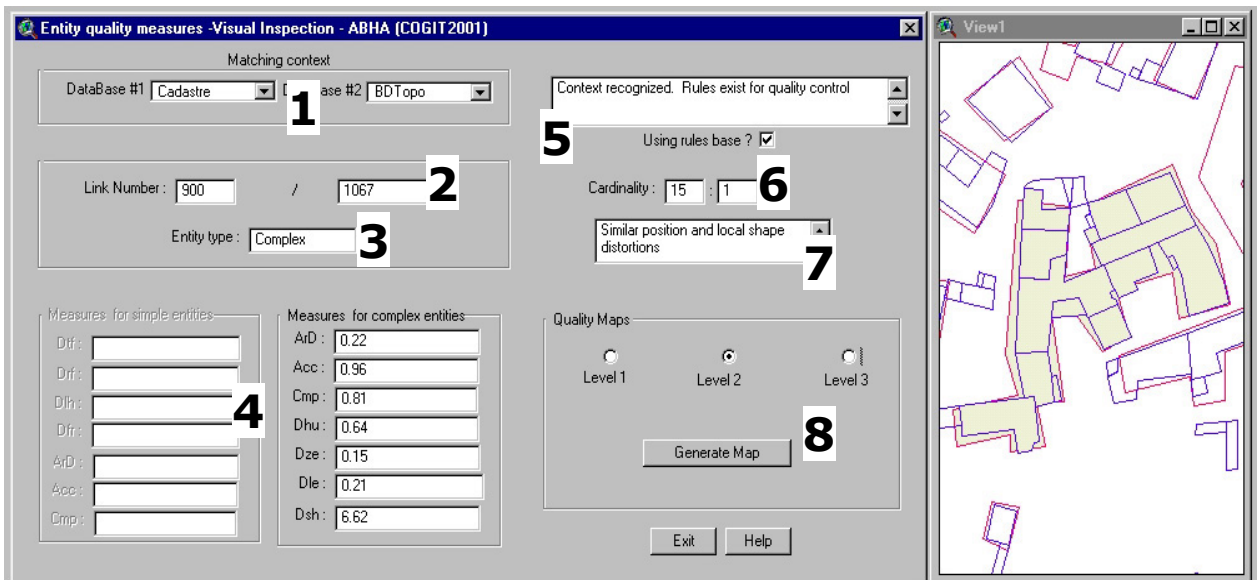 Entity quality measures -Visual Inspection - ABHA (COGIT2001)
View1
Matching context
DataBase #1 Cadastre 1 D ase #2 BDTopo
Context recognized. Rules exist for quality control
5
Using rules base ?
Link Number : 900 / 1067 2
Cardinality : 15 : 1 6
Entity type : Complex 3
Similar position and local shape
distortions
7
Measures for simple entities
Dtf :
Drf :
Dlh :
Dfr :
4
ArD :
Acc :
Cmp :
Measures for complex entities
ArD : 0.22
Acc : 0.96
Cmp : 0.81
Dhu : 0.64
Dze : 0.15
Dle : 0.21
Dsh : 6.62
Quality Maps
Level 1 Level 2 Level 3
8
Generate Map
Exit Help